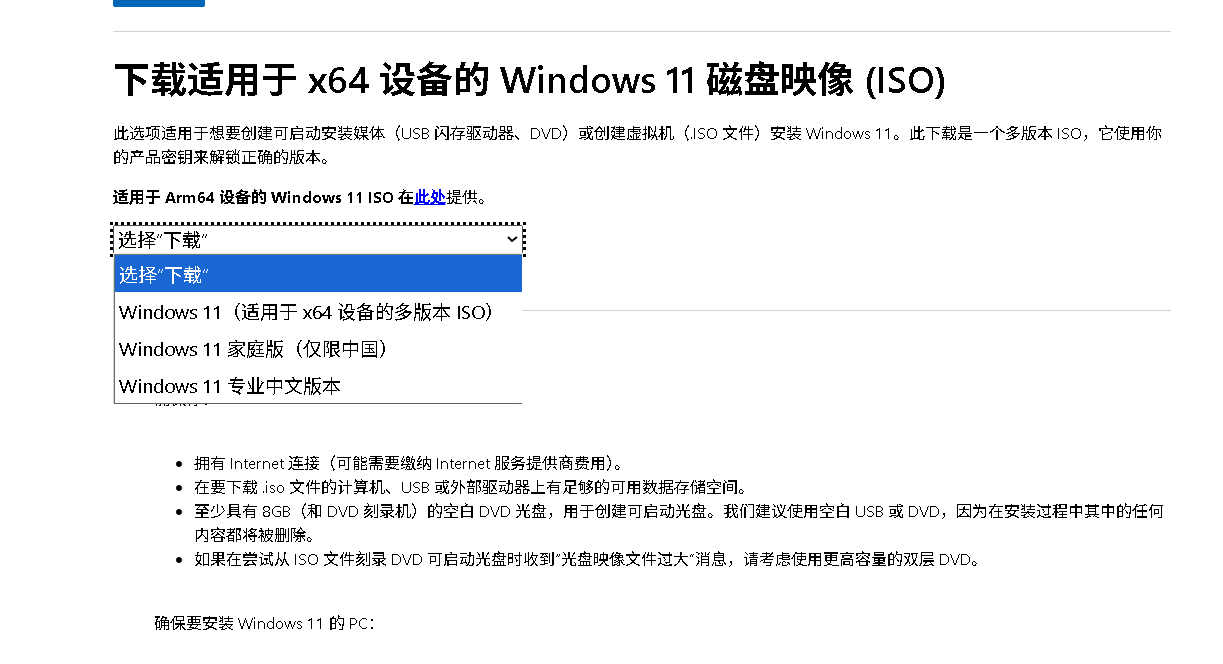 下载适用于 x64 设备的 Windows 11 磁盘映像 (ISO)
此选项适用于想要创建可启动安装媒体（USB 闪存驱动器、DVD）或创建虚拟机（.ISO 文件）安装 Windows 11。此下载是一个多版本 ISO，它使用你
的产品密钥来解锁正确的版本。
适用于 Arm64 设备的 Windows 11 ISO 在此处提供。
选择“下载”
选择“下载”
Windows 11（适用于 x64 设备的多版本 ISO）
Windows 11 家庭版（仅限中国）
Windows 11 专业中文版本
拥有 Internet 连接（可能需要缴纳 Internet 服务提供商费用）。
在要下载 .iso 文件的计算机、USB 或外部驱动器上有足够的可用数据存储空间。
至少具有 8GB（和 DVD 刻录机）的空白 DVD 光盘，用于创建可启动光盘。我们建议使用空白 USB 或 DVD，因为在安装过程中其中的任何
内容都将被删除。
如果在尝试从 ISO 文件刻录 DVD 可启动光盘时收到“光盘映像文件过大”消息，请考虑使用更高容量的双层 DVD。
确保要安装 Windows 11 的 PC：